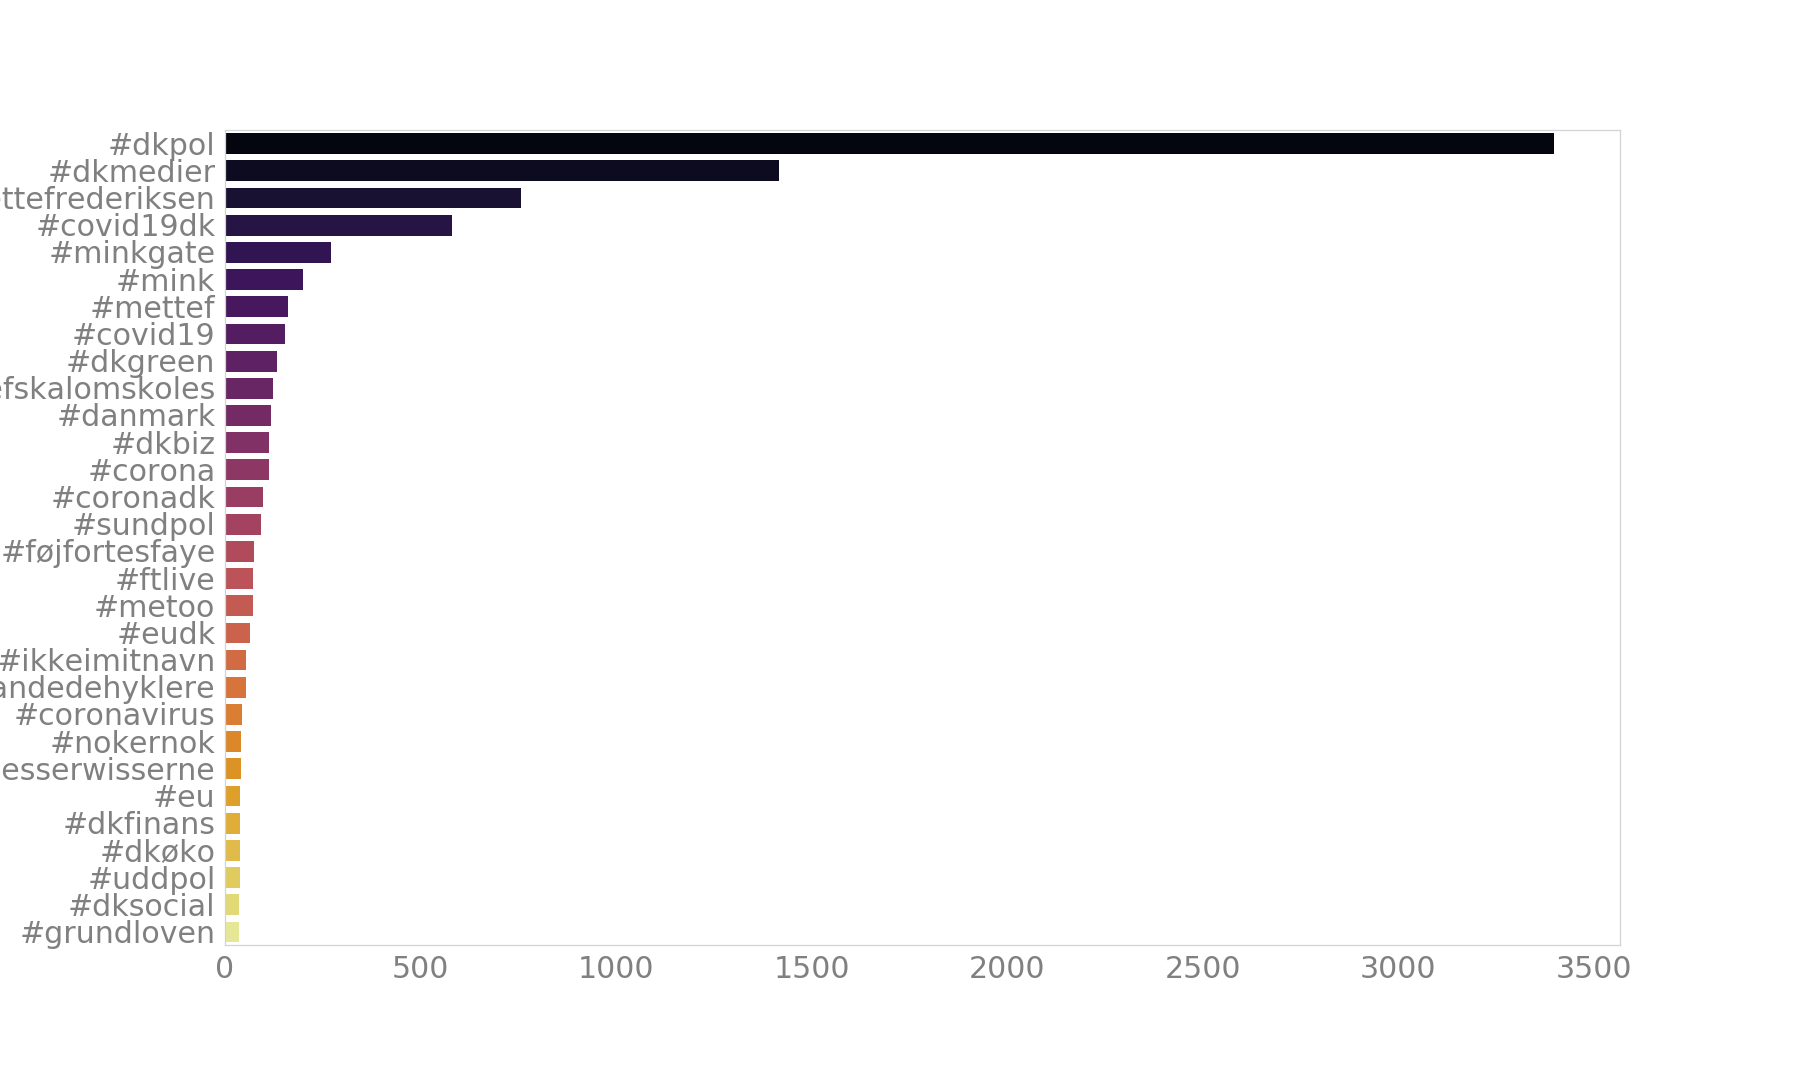 #dkpol
#dkmedier
ttefrederiksen
#covid19dk
#minkgate
#mink
#mettef
#covid19
#dkgreen
efskalomskoles
#danmark
#dkbiz
#corona
#coronadk
#sundpol
#føjfortesfaye
#ftlive
#metoo
#eudk
#ikkeimitnavn
andedehyklere
#coronavirus
#nokernok
esserwisserne
#eu
#dkfinans
#dkøko
#uddpol
#dksocial
#grundloven
0 500 1000 1500 2000 2500 3000 3500